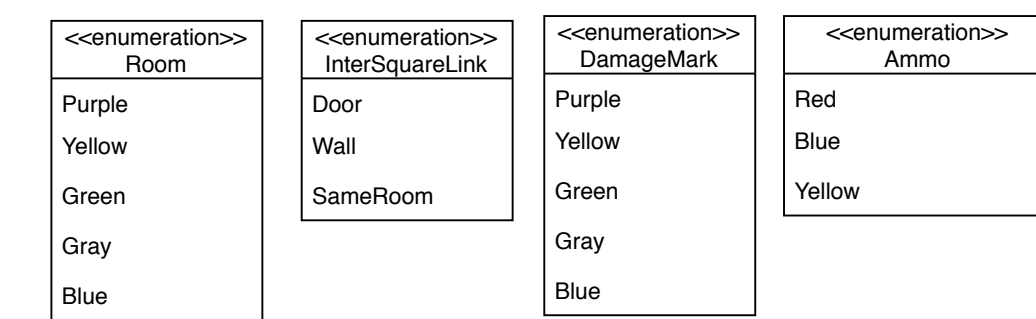 <<enumeration>>
Room
Purple
Yellow
Green
Gray
Blue
<<enumeration>>
InterSquareLink
Door
Wall
SameRoom
<<enumeration>>
DamageMark
Purple
Yellow
Green
Gray
Blue
<<enumeration>>
Ammo
Red
Blue
Yellow